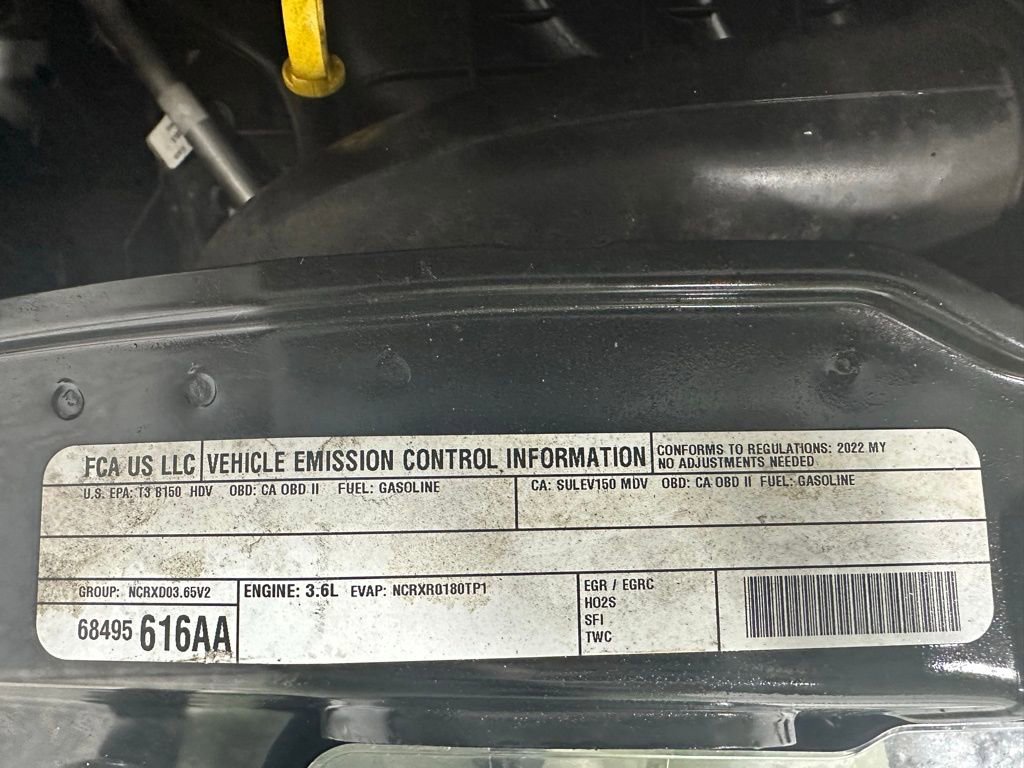 FCA US LLC
VEHICLE EMISSION CONTROL INFORMATION
CONFORMS TO REGULATIONS: 2022 MY
NO ADJUSTMENTS NEEDED
U.S. EPA: T3 B150 HDV OBD: CA OBD II FUEL: GASOLINE
CA: SULEV150 MDV OBD: CA OBD II FUEL: GASOLINE
GROUP: NCRXD03.65V2
68495 616AA
ENGINE: 3.6L EVAP: NCRXR0180TP1
EGR / EGRC
HO2S
SFI
TWC